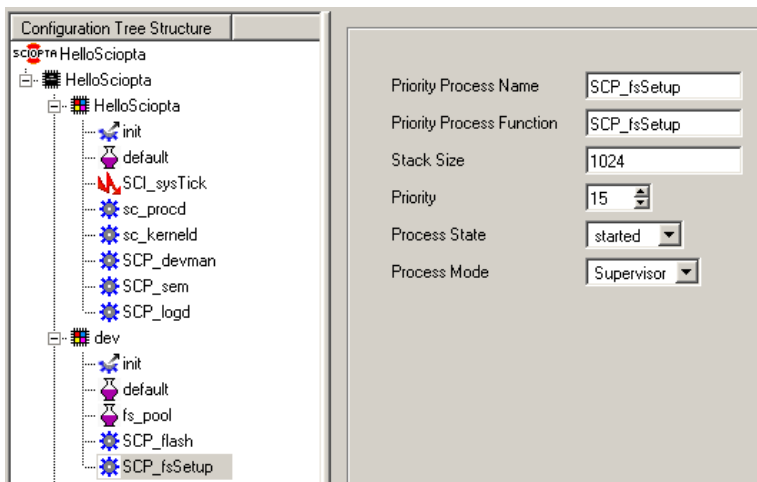 Configuration Tree Structure
SCIOPTA HelloSciopta
HelloSciopta
HelloSciopta
init
default
SCI_sysTick
sc_procd
sc_kerneld
SCP_devman
SCP_sem
SCP_logd
dev
init
default
fs_pool
SCP_flash
SCP_fsSetup
Priority Process Name SCP_fsSetup
Priority Process Function SCP_fsSetup
Stack Size 1024
Priority 15
Process State started
Process Mode Supervisor